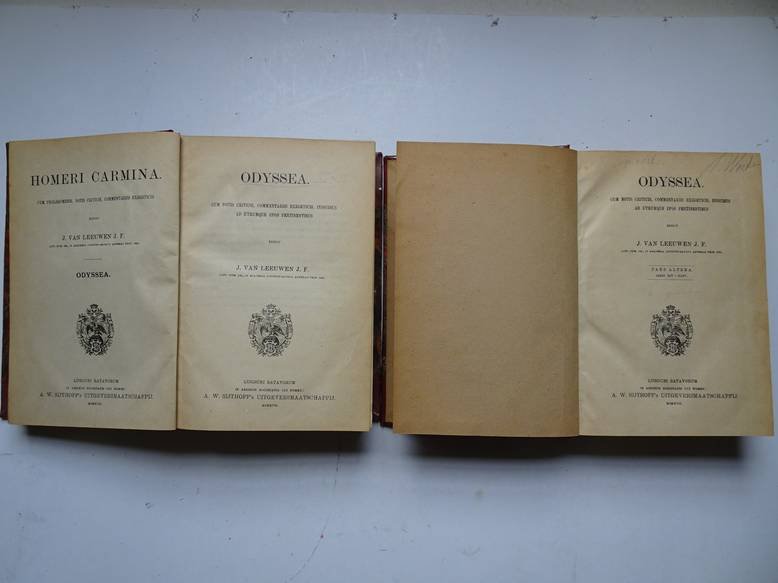 HOMERI CARMINA.
CUM PROLEGOMENIS, NOTIS CRITICIS, COMMENTARIIS EXEGETICIS
EDIDIT
J. VAN LEEUWEN J. F.
ODYSSEA.
LUGDUNI BATAVORUM
A. W. SIJTHOFF's UITGEVERSMAATSCHAPPIJ.
ODYSSEA.
CUM NOTIS CRITICIS, COMMENTARIIS EXEGETICIS, INDICIBUS
AD UTRUMQUE EPOS PERTINENTIBUS
EDIDIT
J. VAN LEEUWEN J. F.
LUGDUNI BATAVORUM
A. W. SIJTHOFF's UITGEVERSMAATSCHAPPIJ.
ODYSSEA.
CUM NOTIS CRITICIS, COMMENTARIIS EXEGETICIS, INDICIBUS
AD UTRUMQUE EPOS PERTINENTIBUS
EDIDIT
J. VAN LEEUWEN J. F.
PARS ALTERA
LUGDUNI BATAVORUM
A. W. SIJTHOFF's UITGEVERSMAATSCHAPPIJ.